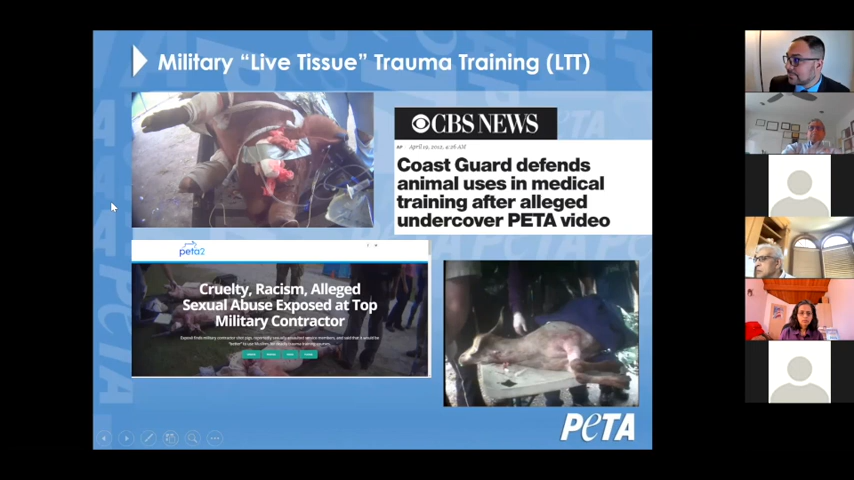 Military “Live Tissue” Trauma Training (LTT)
CBS NEWS
AP April 19, 2012, 4:26 AM
Coast Guard defends
animal uses in medical
training after alleged
undercover PETA video
peta2
Cruelty, Racism, Alleged
Sexual Abuse Exposed at Top
Military Contractor
PETA